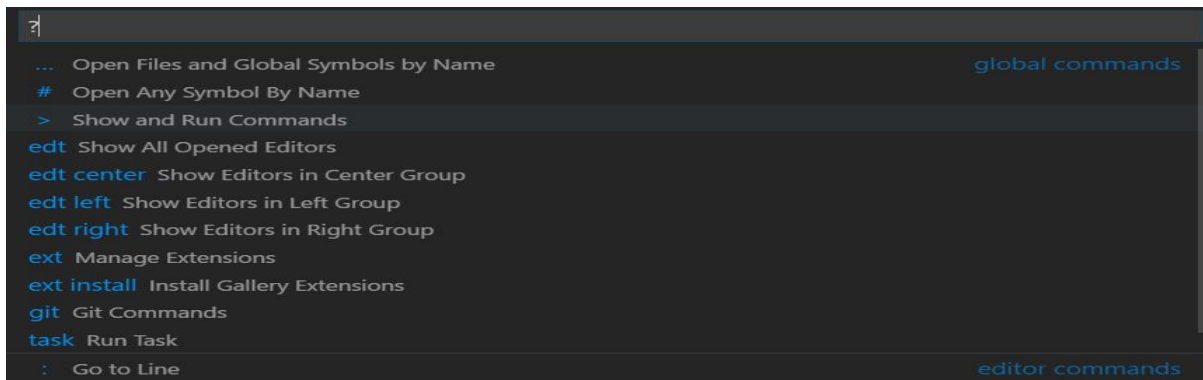 ?
... Open Files and Global Symbols by Name global commands
# Open Any Symbol By Name
> Show and Run Commands
edt Show All Opened Editors
edt center Show Editors in Center Group
edt left Show Editors in Left Group
edt right Show Editors in Right Group
ext Manage Extensions
ext install Install Gallery Extensions
git Git Commands
task Run Task
: Go to Line editor commands